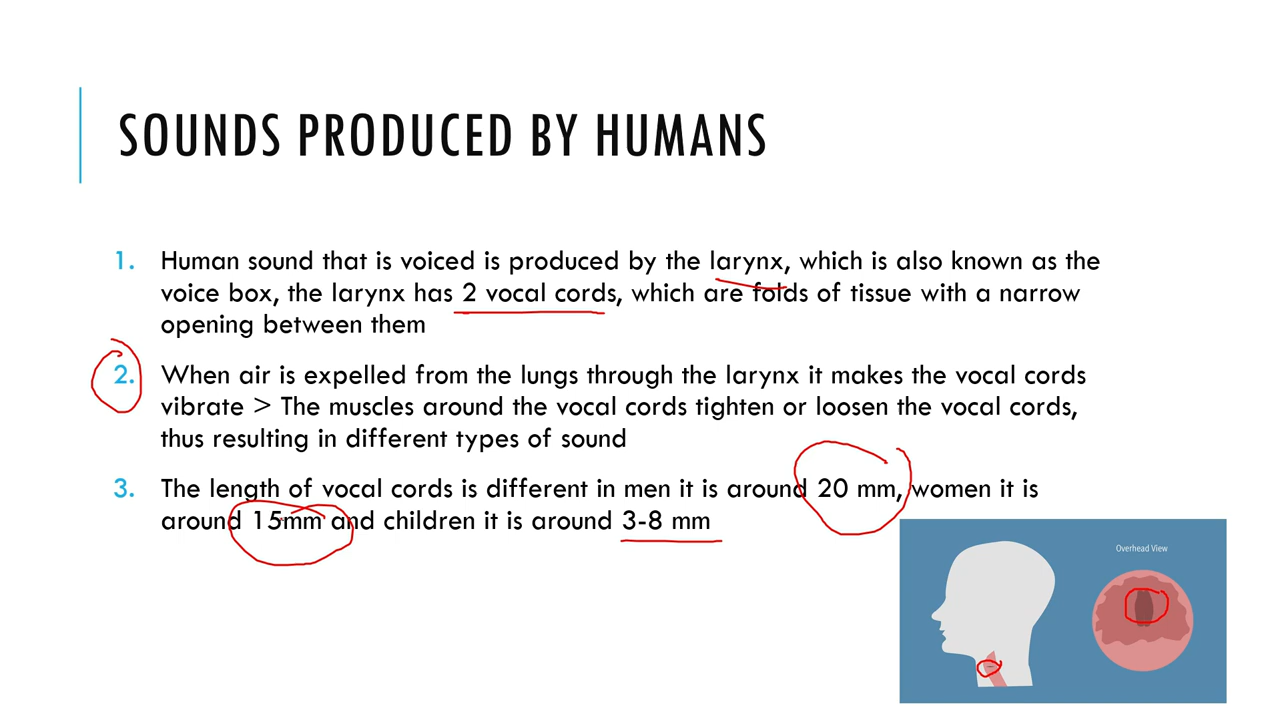 SOUNDS PRODUCED BY HUMANS
1. Human sound that is voiced is produced by the larynx, which is also known as the
voice box, the larynx has 2 vocal cords, which are folds of tissue with a narrow
opening between them
2. When air is expelled from the lungs through the larynx it makes the vocal cords
vibrate > The muscles around the vocal cords tighten or loosen the vocal cords,
thus resulting in different types of sound
3. The length of vocal cords is different in men it is around 20 mm, women it is
around 15mm and children it is around 3-8 mm
Overhead View